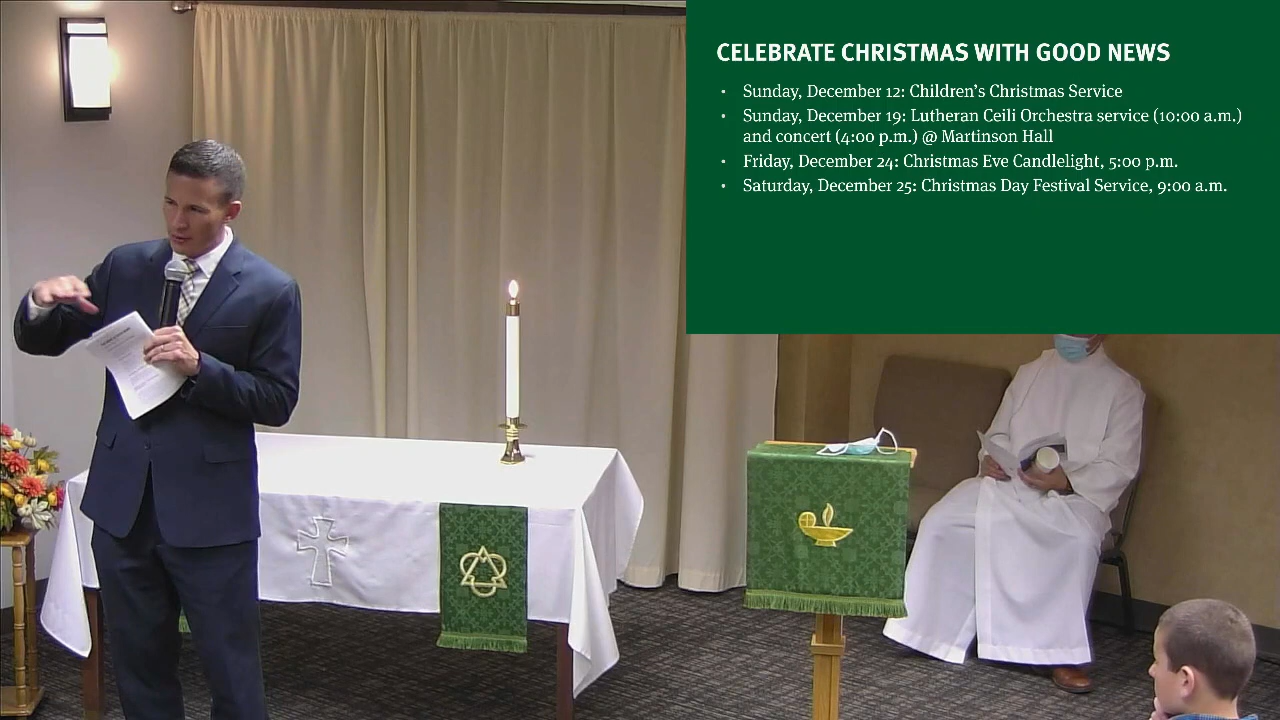 CELEBRATE CHRISTMAS WITH GOOD NEWS
• Sunday, December 12: Children's Christmas Service
• Sunday, December 19: Lutheran Ceili Orchestra service (10:00 a.m.)
and concert (4:00 p.m.) @ Martinson Hall
• Friday, December 24: Christmas Eve Candlelight, 5:00 p.m.
• Saturday, December 25: Christmas Day Festival Service, 9:00 a.m.